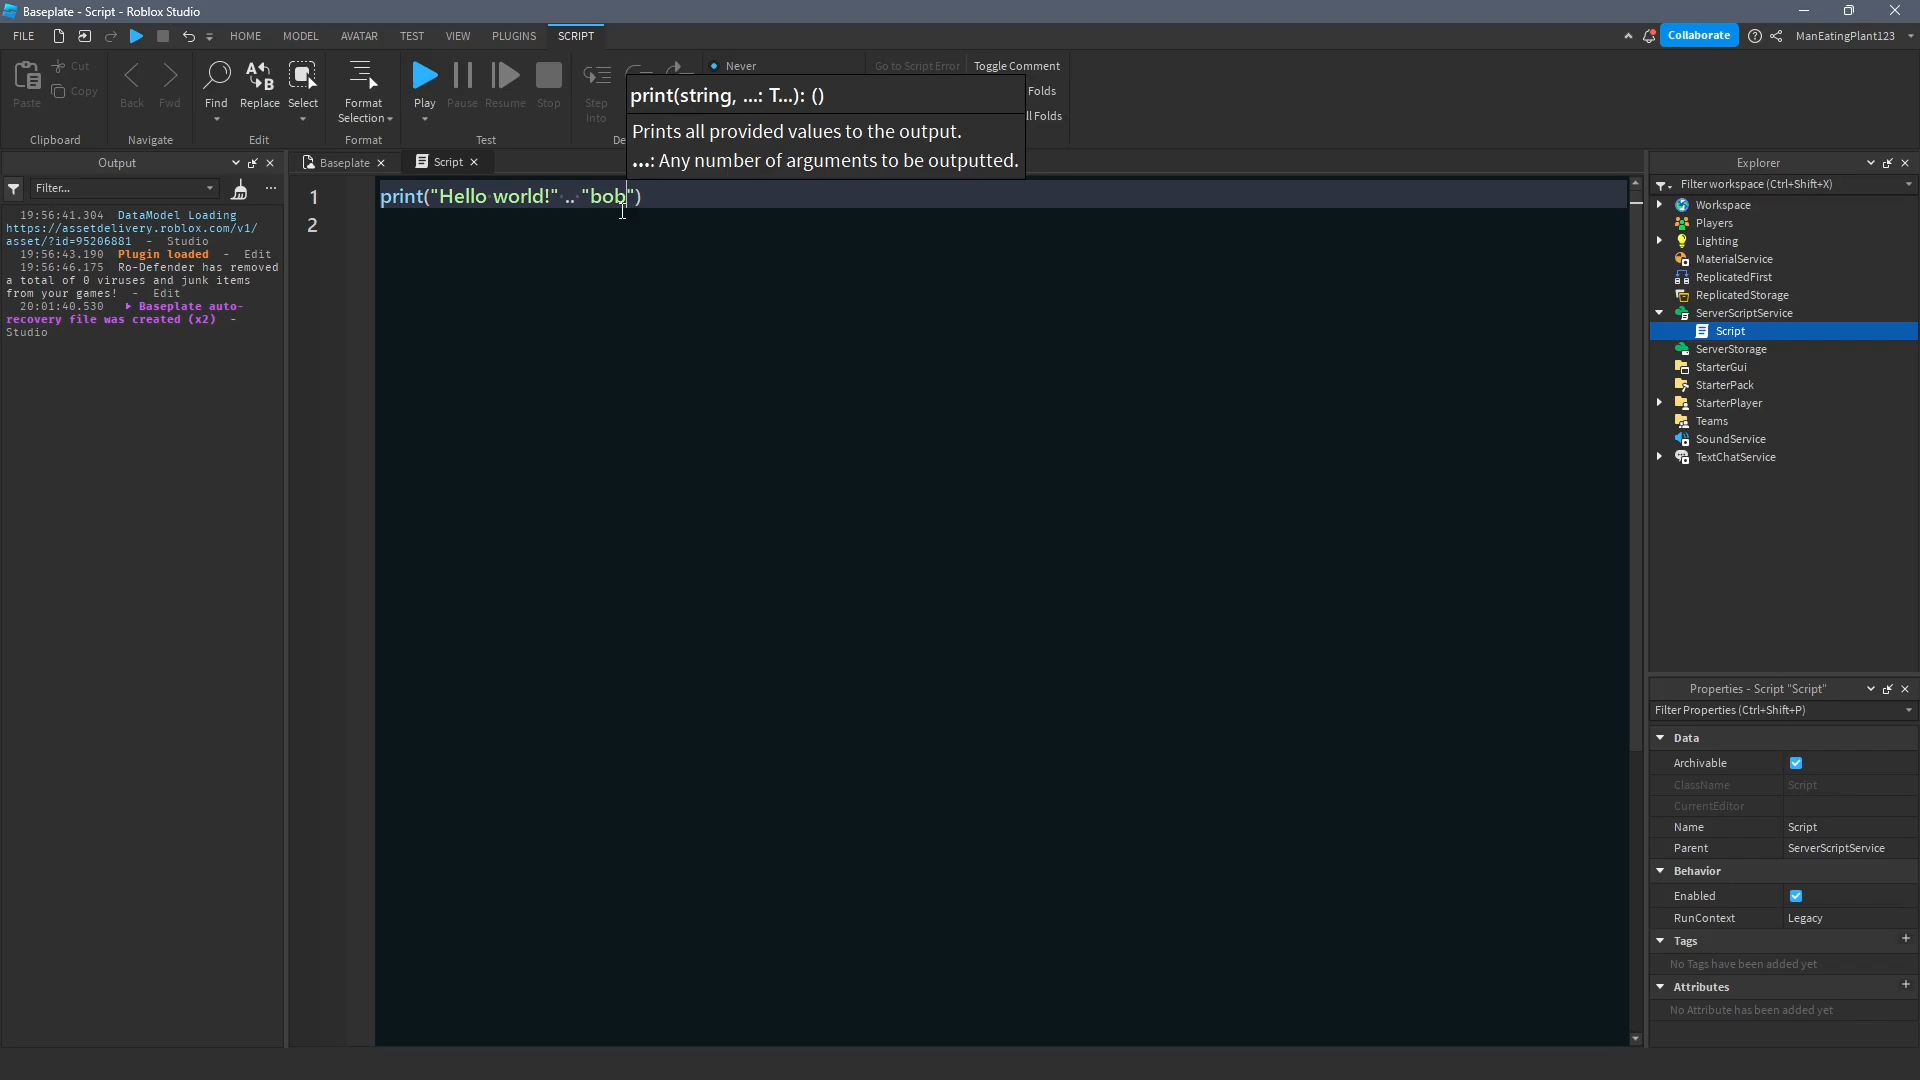 Baseplate - Script - Roblox Studio
FILE HOME MODEL AVATAR TEST VIEW PLUGINS SCRIPT Collaborate ManEatingPlant123
Paste Cut Copy
Clipboard
Back Fwd
Navigate
Find Replace Select
Edit
Format Selection
Format
Play Pause Resume Stop
Test
Step Into
De
Never
Go to Script Error
Toggle Comment
Folds
ll Folds
print(string, ...: T...): ()
Prints all provided values to the output.
...: Any number of arguments to be outputted.
Output
Filter...
19:56:41.304 DataModel Loading
https://assetdelivery.roblox.com/v1/
asset/?id=95206881 - Studio
19:56:43.190 Plugin loaded - Edit
19:56:46.175 Ro-Defender has removed
a total of 0 viruses and junk items
from your games! - Edit
20:01:40.530 ▸ Baseplate auto-
recovery file was created (x2) -
Studio
Baseplate Script
1 print("Hello world!" .. "bob")
2
Explorer
Filter workspace (Ctrl+Shift+X)
Workspace
Players
Lighting
MaterialService
ReplicatedFirst
ReplicatedStorage
ServerScriptService
Script
ServerStorage
StarterGui
StarterPack
StarterPlayer
Teams
SoundService
TextChatService
Properties - Script "Script"
Filter Properties (Ctrl+Shift+P)
Data
Archivable
ClassName Script
CurrentEditor
Name Script
Parent ServerScriptService
Behavior
Enabled
RunContext Legacy
Tags +
No Tags have been added yet
Attributes +
No Attribute has been added yet